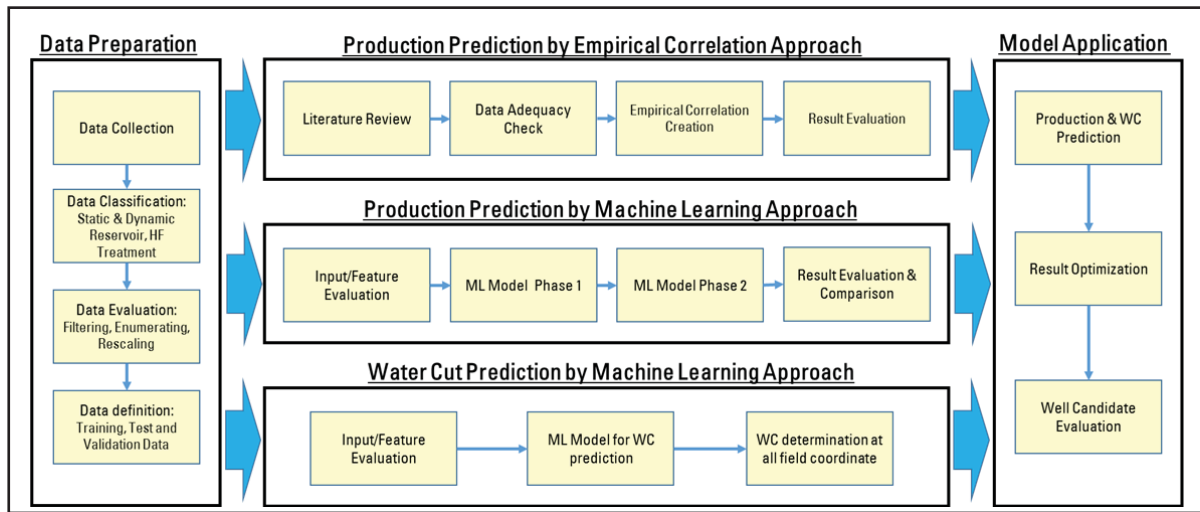 Data Preparation
Data Collection
Data Classification:
Static & Dynamic
Reservoir, HF
Treatment
Data Evaluation:
Filtering, Enumerating,
Rescaling
Data definition:
Training, Test and
Validation Data
Production Prediction by Empirical Correlation Approach
Literature Review
Data Adequacy
Check
Empirical Correlation
Creation
Result Evaluation
Production Prediction by Machine Learning Approach
Input/Feature
Evaluation
ML Model Phase 1
ML Model Phase 2
Result Evaluation &
Comparison
Water Cut Prediction by Machine Learning Approach
Input/Feature
Evaluation
ML Model for WC
prediction
WC determination at
all field coordinate
Model Application
Production & WC
Prediction
Result Optimization
Well Candidate
Evaluation